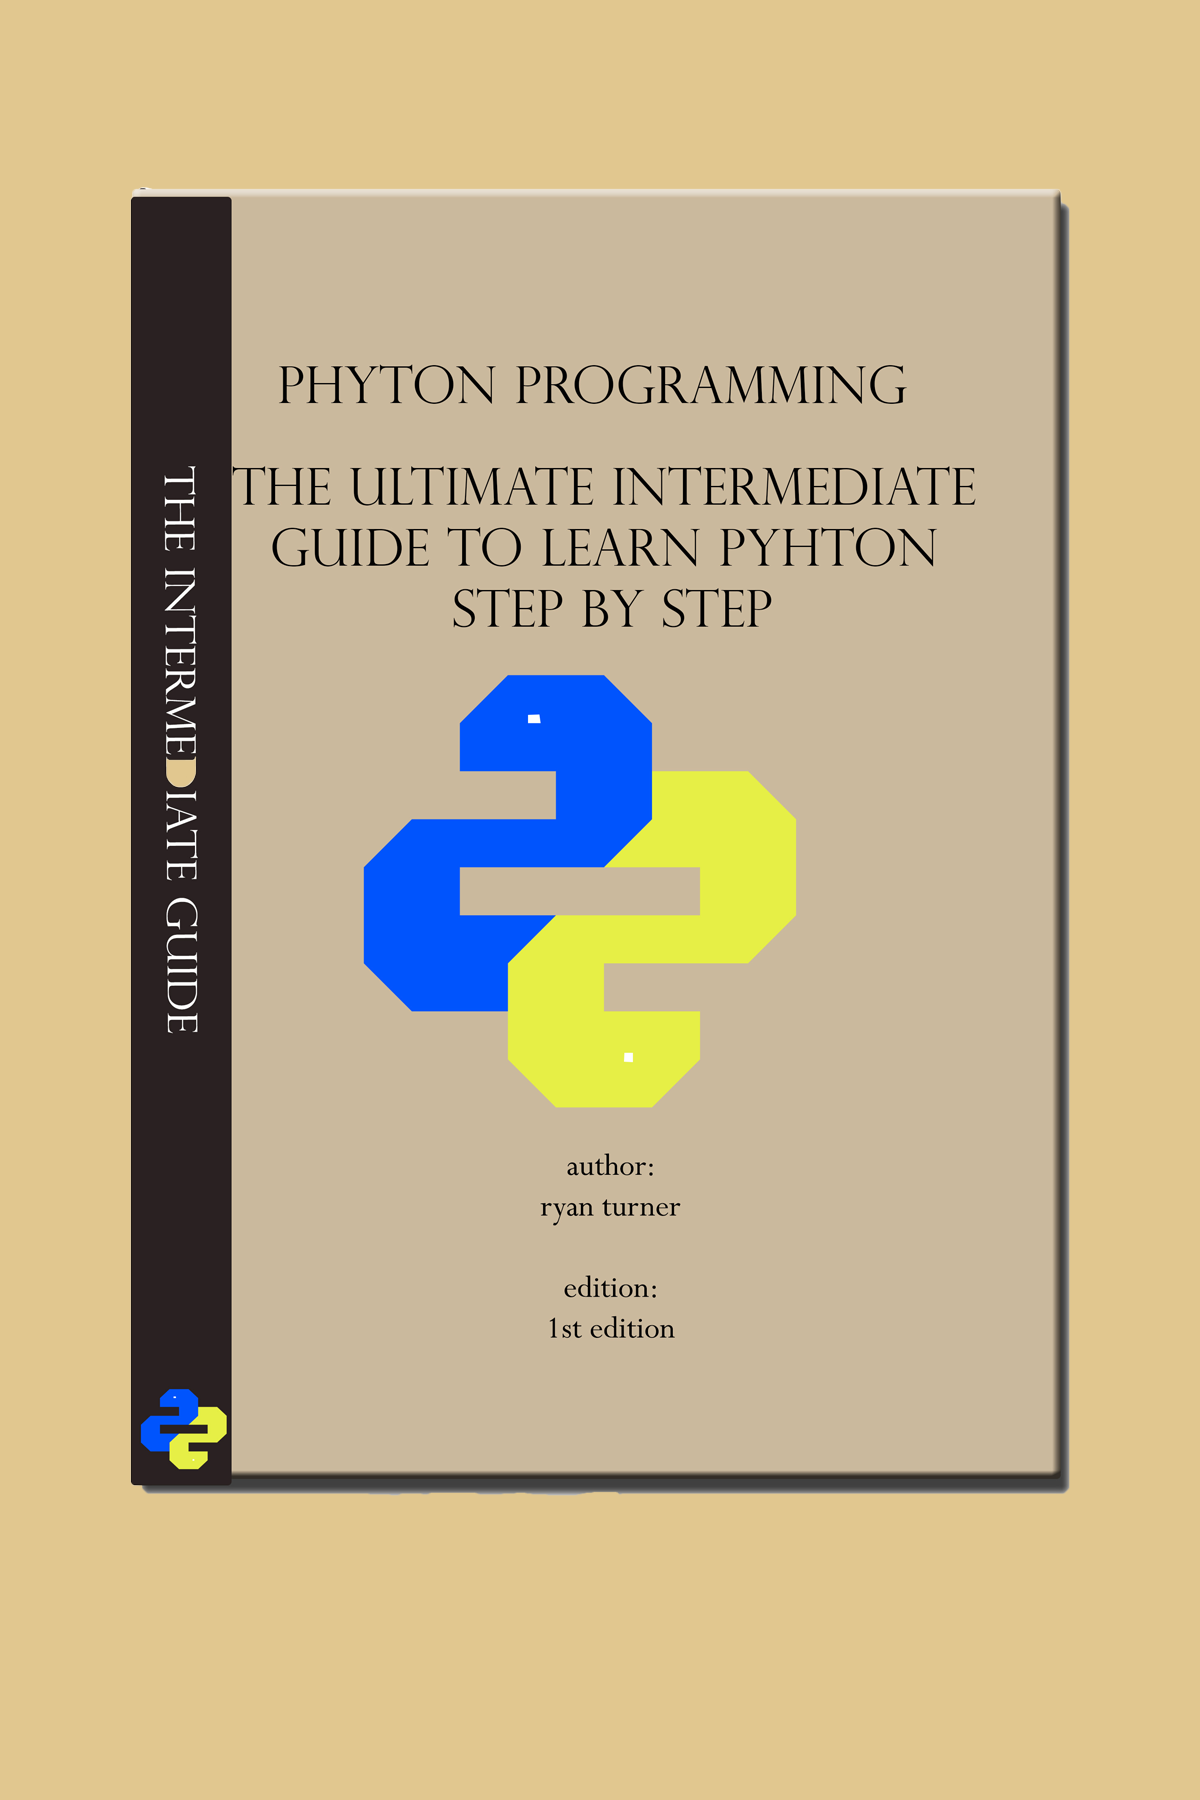 THE INTERMEDIATE GUIDE
PHYTON PROGRAMMING
THE ULTIMATE INTERMEDIATE
GUIDE TO LEARN PYHTON
STEP BY STEP
author:
ryan turner
edition:
1st edition